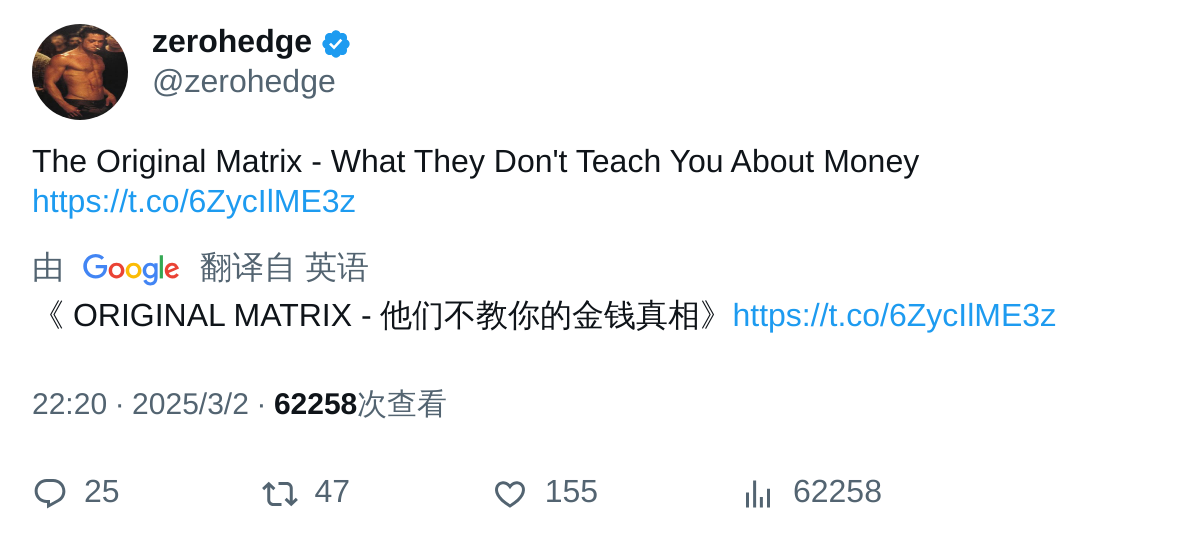 zerohedge
@zerohedge
The Original Matrix - What They Don't Teach You About Money
https://t.co/6ZycIlME3z
由 Google 翻译自 英语
《 ORIGINAL MATRIX - 他们不教你的金钱真相》https://t.co/6ZycIlME3z
22:20 · 2025/3/2 · 62258次查看
25 47 155 62258